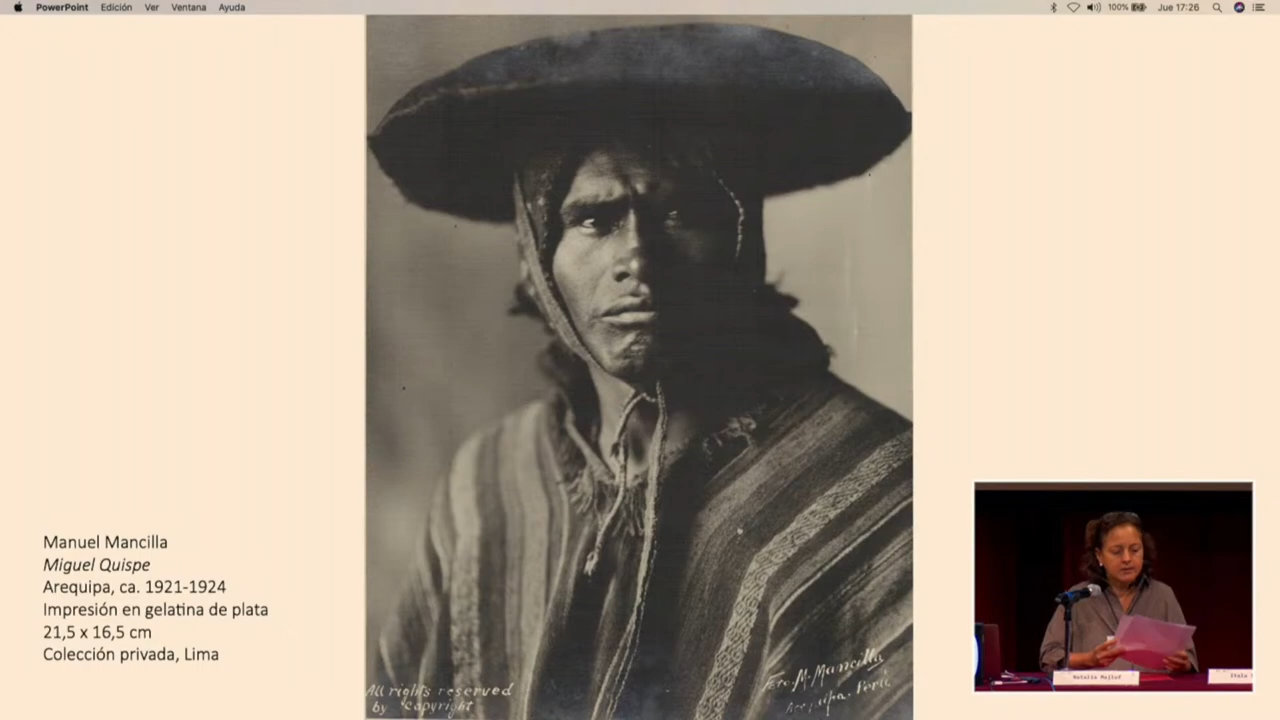 PowerPoint Edición Ver Ventana Ayuda 100% Jue 17:26
Manuel Mancilla
Miguel Quispe
Arequipa, ca. 1921-1924
Impresión en gelatina de plata
21,5 x 16,5 cm
Colección privada, Lima
All rights reserved
by Copyright
Foto. M. Mancilla
Arequipa. Perú
Natalia Majluf